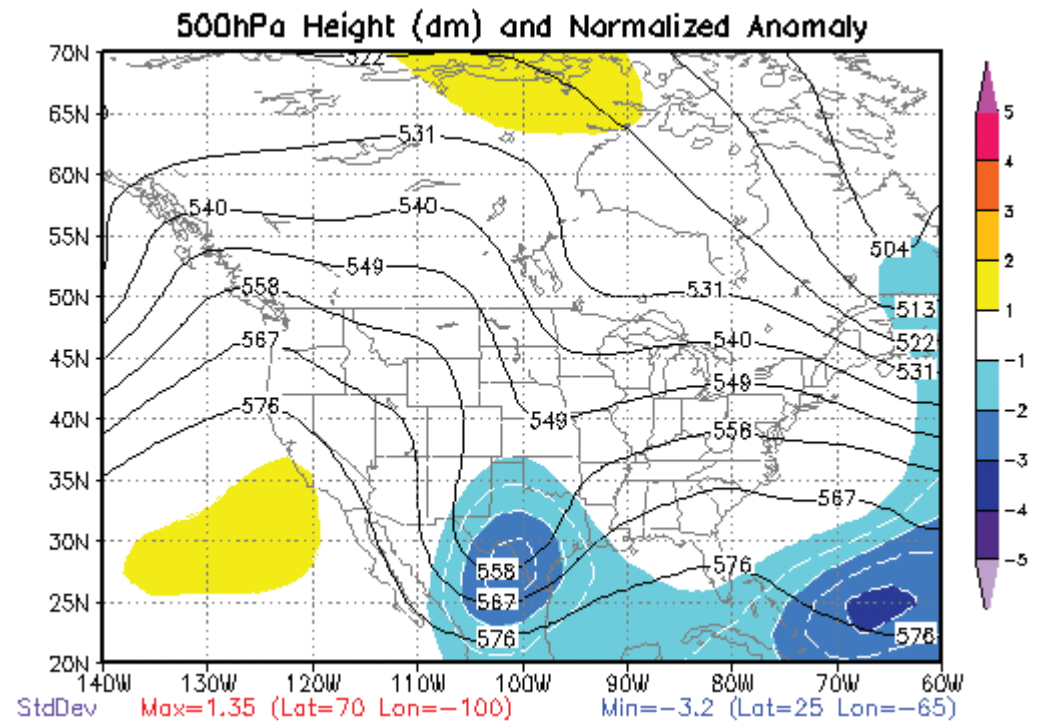 500hPa Height (dm) and Normalized Anomaly
70N
65N
60N
55N
50N
45N
40N
35N
30N
25N
20N
140W 130W 120W 110W 100W 90W 80W 70W 60W
522
531
540 540
504
549
558 531
513
567 540 522
549 531
576 549
558
567
576
558
567
576 576
5
4
3
2
1
-1
-2
-3
-4
-5
StdDev Max=1.35 (Lat=70 Lon=-100) Min=-3.2 (Lat=25 Lon=-65)